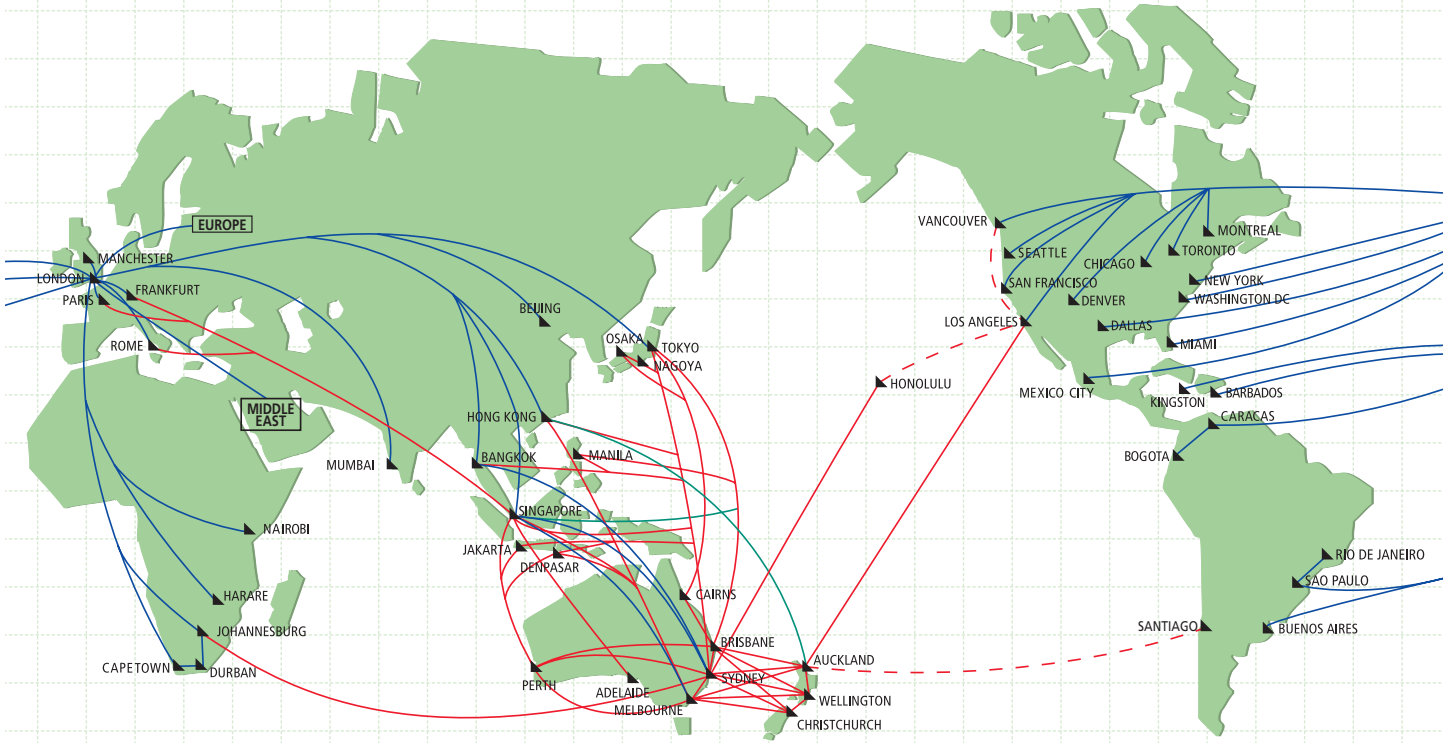 EUROPE
MANCHESTER
LONDON
FRANKFURT
PARIS
ROME
MIDDLE
EAST
MUMBAI
NAIROBI
HARARE
JOHANNESBURG
CAPETOWN
DURBAN
BEIJING
OSAKA
TOKYO
NAGOYA
HONG KONG
BANGKOK
MANILA
SINGAPORE
JAKARTA
DENPASAR
CAIRNS
BRISBANE
PERTH
ADELAIDE
SYDNEY
MELBOURNE
AUCKLAND
WELLINGTON
CHRISTCHURCH
VANCOUVER
SEATTLE
SAN FRANCISCO
LOS ANGELES
HONOLULU
MONTREAL
TORONTO
CHICAGO
NEW YORK
DENVER
WASHINGTON DC
DALLAS
MIAMI
MEXICO CITY
KINGSTON
BARBADOS
CARACAS
BOGOTA
RIO DE JANEIRO
SAO PAULO
SANTIAGO
BUENOS AIRES